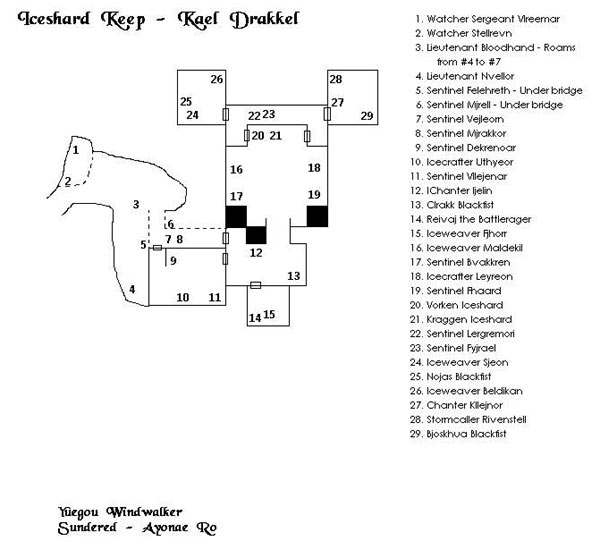 Iceshard Keep - Kael Drakkel
1. Watcher Sergeant Vlreemar
2. Watcher Stellrevn
3. Lieutenant Bloodhand - Roams
from #4 to #7
4. Lieutenant Nvellor
5. Sentinel Felehreth - Under bridge
6. Sentinel Mjrell - Under bridge
7. Sentinel Vejleorn
8. Sentinel Mjrakkor
9. Sentinel Dekrenoar
10. Icecraffer Uthyeor
11. Sentinel Vllejenar
12. IChanter Ijelin
13. Clrakk Blackfist
14. Reivaj the Battlerager
15. Iceweaver Fjhorr
16. Iceweaver Maldekil
17. Sentinel Bvakkren
18. Icecrafter Leyreon
19. Sentinel Fhaard
20. Vorken Iceshard
21. Kraggen Iceshard
22. Sentinel Lergremori
23. Sentinel Fyjrael
24. Iceweaver Sjeon
25. Nojas Blackfist
26. Iceweaver Beldikan
27. Chanter Kllejnor
28. Stormcaller Rivenstell
29. Bjoskhua Blackfist
26
28
25
24
27
29
22 23
20 21
1
2
16
18
3
17
19
6
7 8
5
12
9
13
4
10
11
14 15
Yuegou Windwalker
Sundered - Ayonae Ro